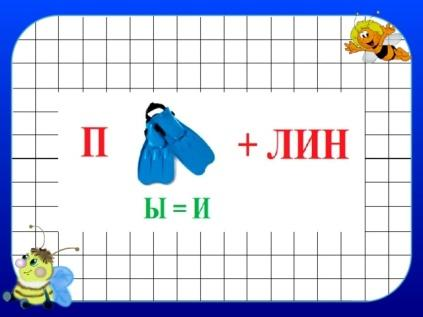 П + ЛИН
Ы = И